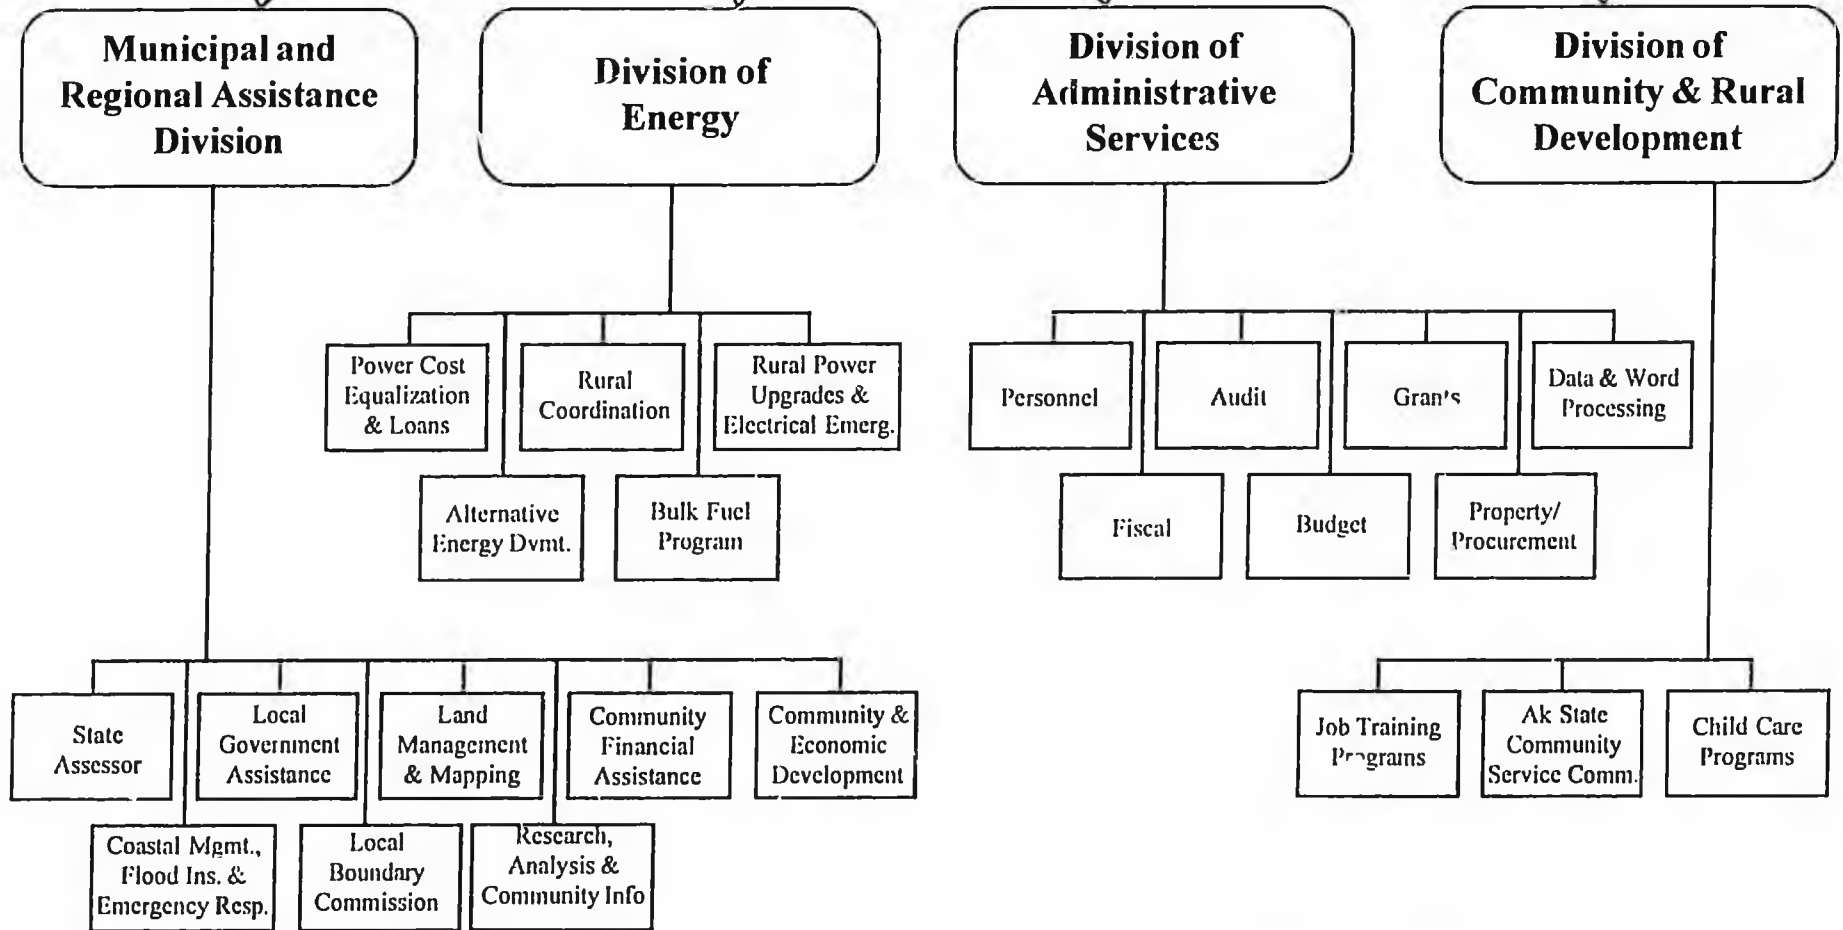 Municipal and
Regional Assistance
Division
Division of
Energy
Division of
Administrative
Services
Division of
Community & Rural
Development
Power Cost
Equalization
& Loans
Rural
Coordination
Rural Power
Upgrades &
Electrical Emerg.
Alternative
Energy Dvmt.
Bulk Fuel
Program
Personnel
Audit
Grants
Data & Word
Processing
Fiscal
Budget
Property/
Procurement
State
Assessor
Local
Government
Assistance
Land
Management
& Mapping
Community
Financial
Assistance
Community &
Economic
Development
Coastal Mgmt.,
Flood Ins. &
Emergency Resp.
Local
Boundary
Commission
Research,
Analysis &
Community Info
Job Training
Programs
Ak State
Community
Service Comm.
Child Care
Programs